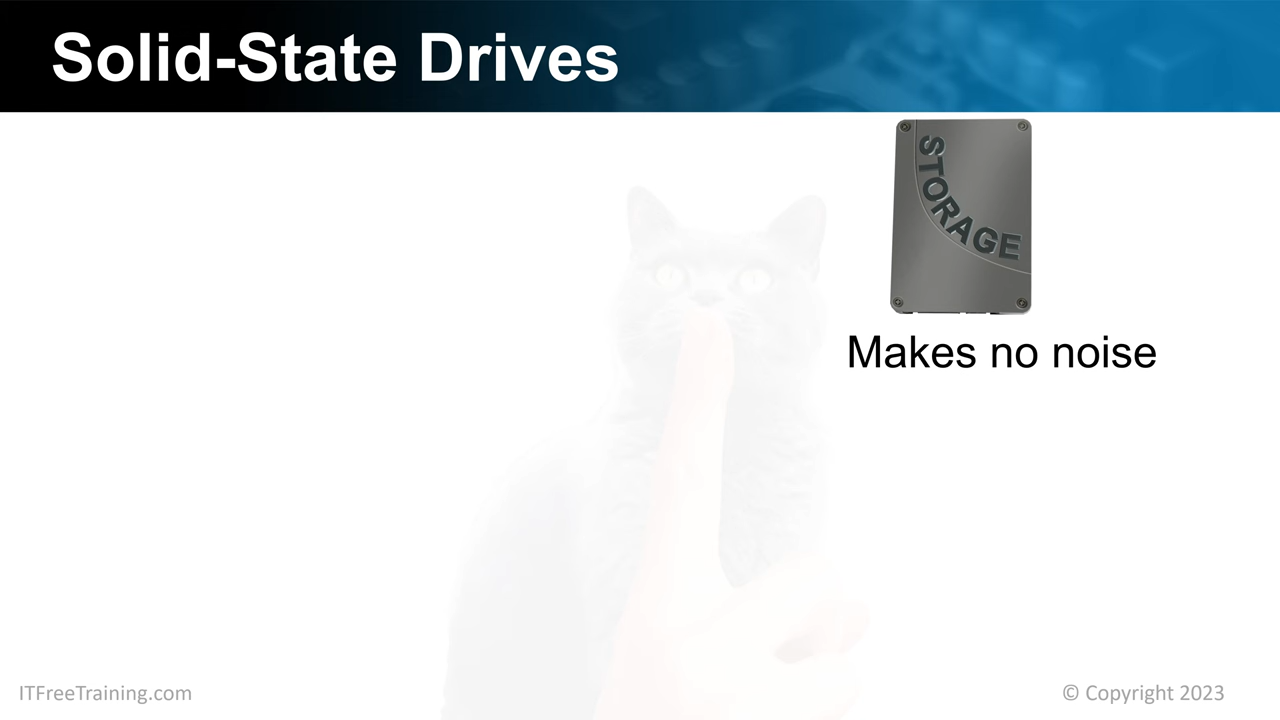 Solid-State Drives
STORAGE
Makes no noise
ITFreeTraining.com
© Copyright 2023